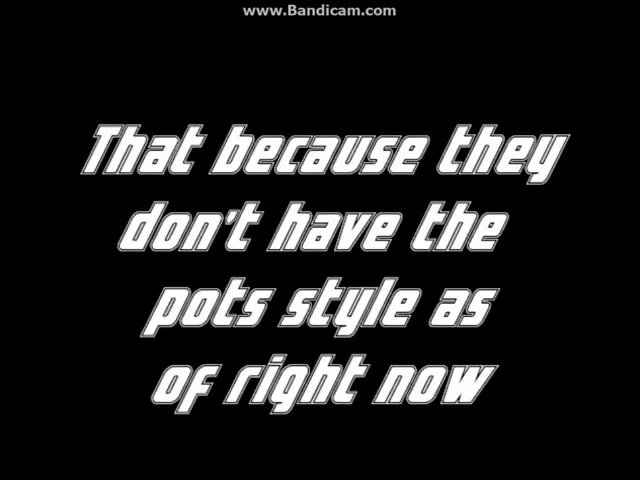 www.Bandicam.com
That because they
don't have the
pots style as
of right now